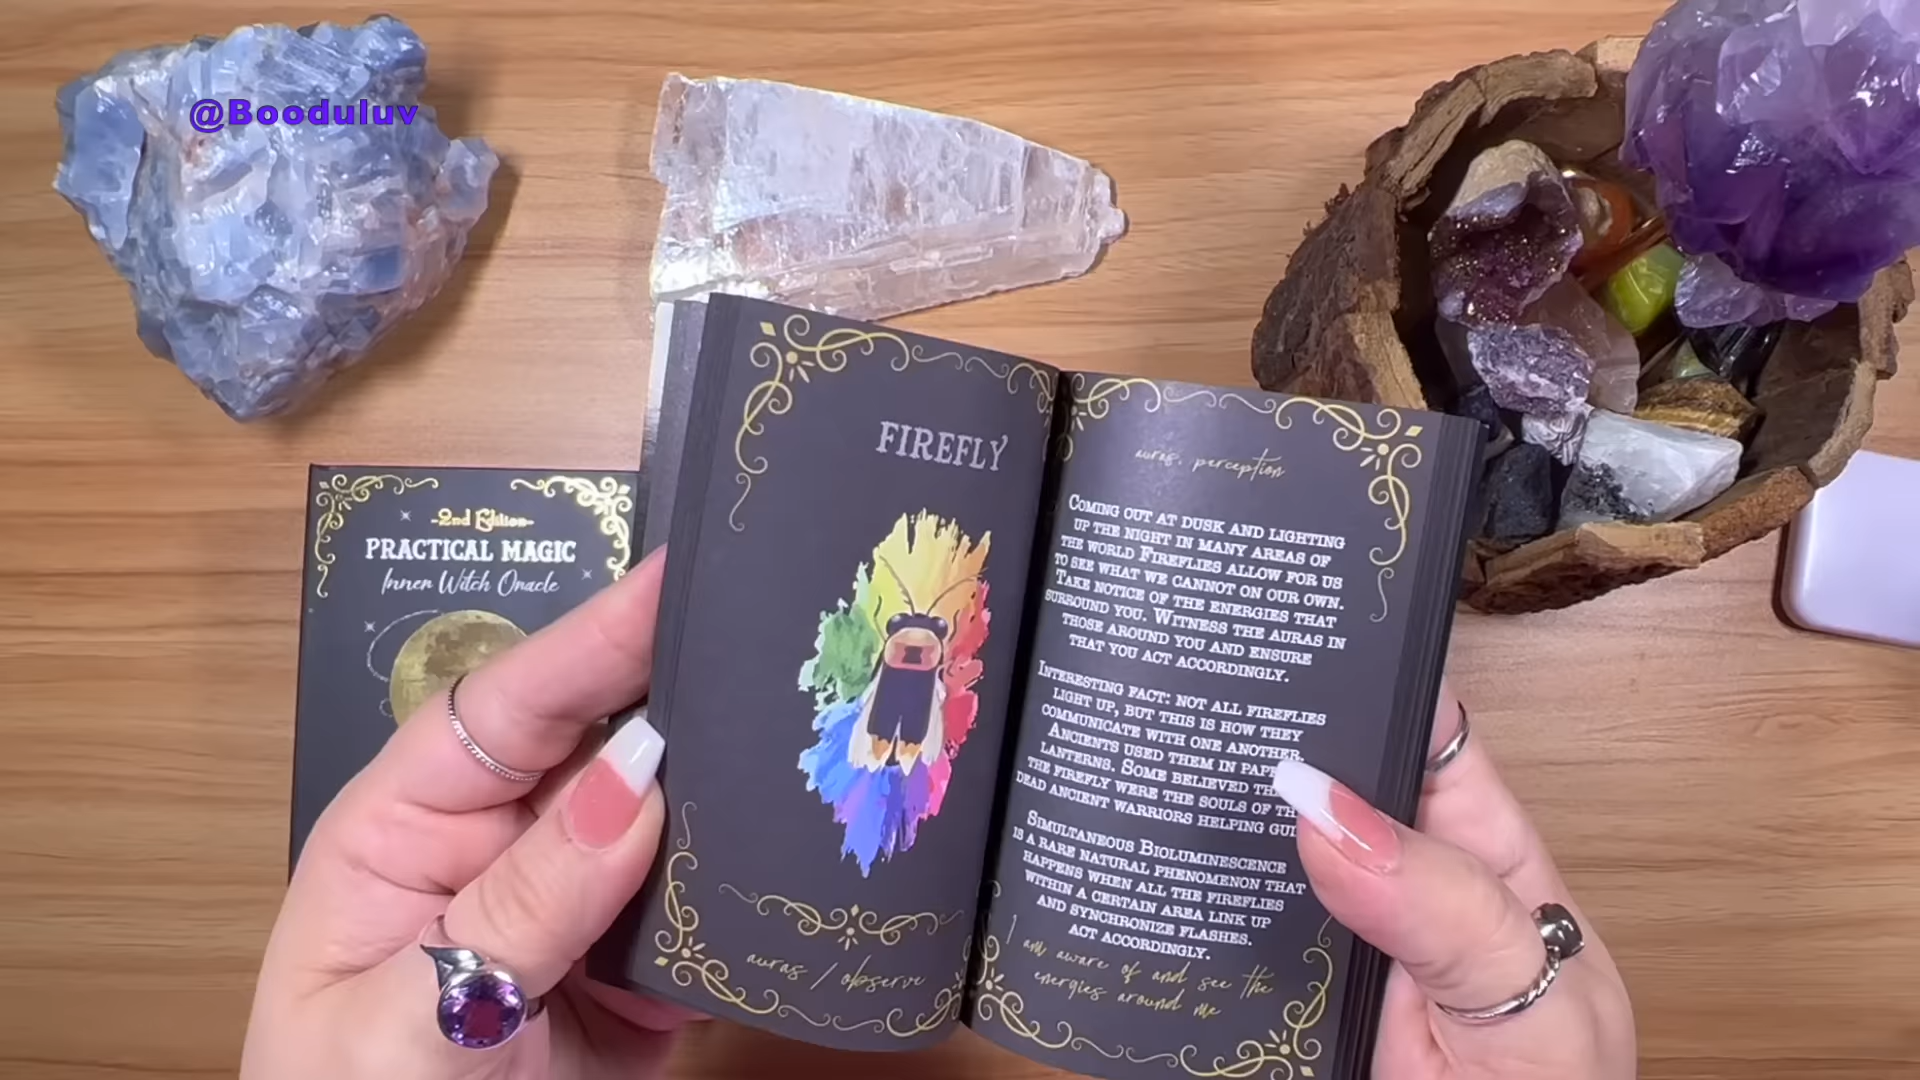 @Booduluv
-2nd Edition-
PRACTICAL MAGIC
Inner Witch Oracle
FIREFLY
auras / observe
auras, perception
COMING OUT AT DUSK AND LIGHTING
UP THE NIGHT IN MANY AREAS OF
THE WORLD FIREFLIES ALLOW FOR US
TO SEE WHAT WE CANNOT ON OUR OWN.
TAKE NOTICE OF THE ENERGIES THAT
SURROUND YOU. WITNESS THE AURAS IN
THOSE AROUND YOU AND ENSURE
THAT YOU ACT ACCORDINGLY.
INTERESTING FACT: NOT ALL FIREFLIES
LIGHT UP, BUT THIS IS HOW THEY
COMMUNICATE WITH ONE ANOTHER.
ANCIENTS USED THEM IN
LANTERNS. SOME BELIEVED
THE FIREFLY WERE THE SOULS OF
DEAD ANCIENT WARRIORS HELPING
SIMULTANEOUS BIOLUMINESCENCE
IS A RARE NATURAL PHENOMENON THAT
HAPPENS WHEN ALL THE FIREFLIES
WITHIN A CERTAIN AREA LINK UP
AND SYNCHRONIZE FLASHES.
ACT ACCORDINGLY.
I am aware of and see the
energies around me